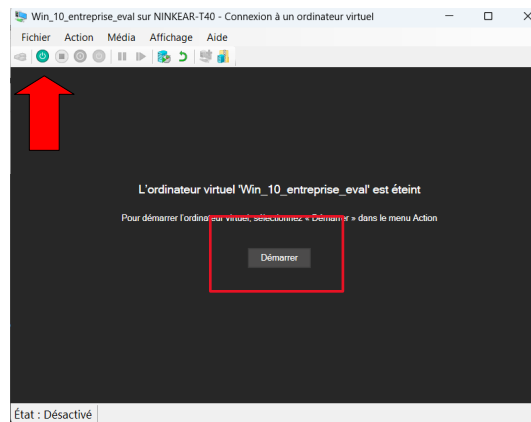 Win_10_entreprise_eval sur NINKEAR-T40 - Connexion à un ordinateur virtuel
Fichier Action Média Affichage Aide
L'ordinateur virtuel 'Win_10_entreprise_eval' est éteint
Pour démarrer l'ordinateur virtuel, sélectionnez « Démarrer » dans le menu Action
Démarrer
État : Désactivé